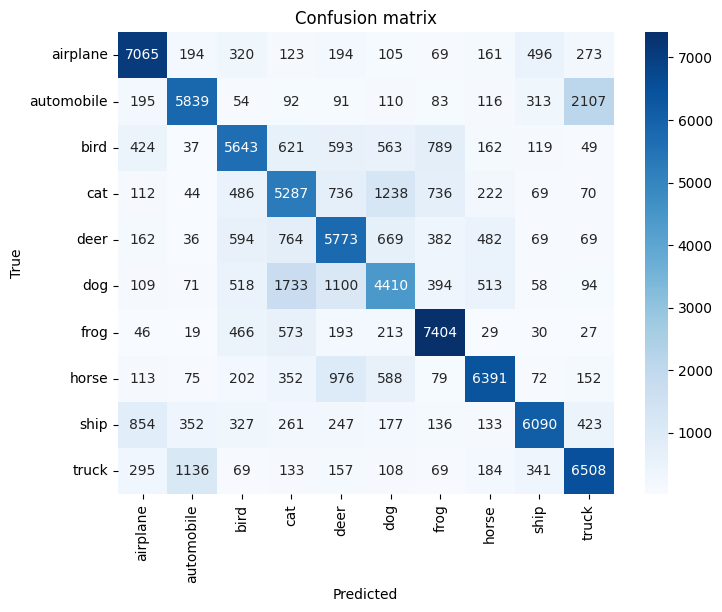 Confusion matrix
airplane 7065 194 320 123 194 105 69 161 496 273
automobile 195 5839 54 92 91 110 83 116 313 2107
bird 424 37 5643 621 593 563 789 162 119 49
cat 112 44 486 5287 736 1238 736 222 69 70
deer 162 36 594 764 5773 669 382 482 69 69
dog 109 71 518 1733 1100 4410 394 513 58 94
frog 46 19 466 573 193 213 7404 29 30 27
horse 113 75 202 352 976 588 79 6391 72 152
ship 854 352 327 261 247 177 136 133 6090 423
truck 295 1136 69 133 157 108 69 184 341 6508
airplane automobile bird cat deer dog frog horse ship truck
Predicted
True
7000
6000
5000
4000
3000
2000
1000